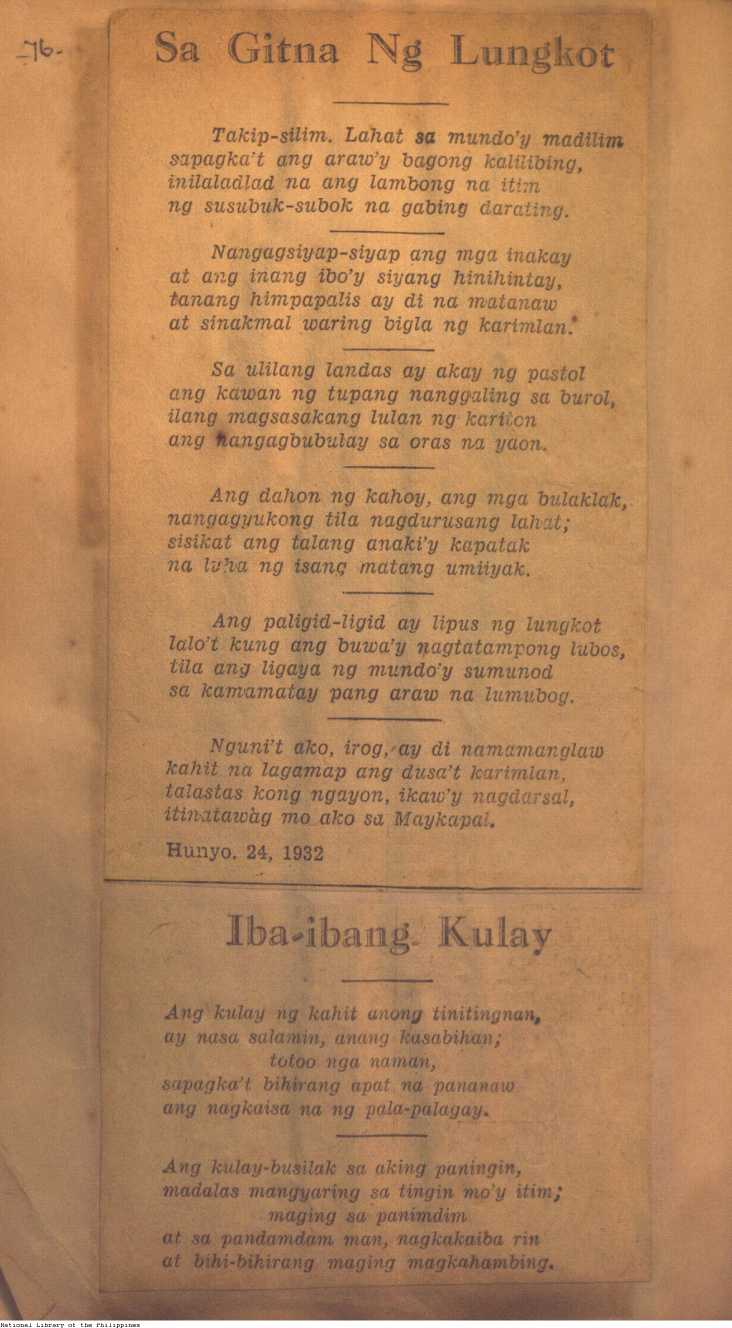 -76-
Sa Gitna Ng Lungkot
Takip-silim. Lahat sa mundo'y madilim
sapagka't ang araw'y bagong kalilibing,
inilaladlad na ang lambong na itim
ng susubuk-subok na gabing darating.
Nangagsiyap-siyap ang mga inakay
at ang inang ibo'y siyang hinihintay,
tanang himpapalis ay di na matanaw
at sinakmal waring bigla ng karimlan.
Sa ulilang landas ay akay ng pastol
ang kawan ng tupang nanggaling sa burol,
ilang magsasakang lulan ng kariton
ang nangagbubulay sa oras na yaon.
Ang dahon ng kahoy, ang mga bulaklak,
nangagyukong tila nagdurusang lahat;
sisikat ang talang anaki'y kapatak
na luha ng isang matang umiiyak.
Ang paligid-ligid ay lipus ng lungkot
lalo't kung ang buwa'y nagtatampong lubos,
tila ang ligaya ng mundo'y sumunod
sa kamamatay pang araw na lumubog.
Nguni't ako, irog, ay di namamanglaw
kahit na lagamap ang dusa't karimlan,
talastas kong ngayon, ikaw'y nagdarsal,
itinatawag mo ako sa Maykapal.
Hunyo. 24, 1932
Iba-ibang Kulay
Ang kulay ng kahit anong tinitingnan,
ay nasa salamin, anang kasabihan;
totoo nga naman,
sapagka't bihirang apat na pananaw
ang nagkaisa na ng pala-palagay.
Ang kulay-busilak sa aking paningin,
madalas mangyaring sa tingin mo'y itim;
maging sa panimdim
at sa pandamdam man, nagkakaiba rin
at bihi-bihirang maging magkahambing.
National Library of the Philippines